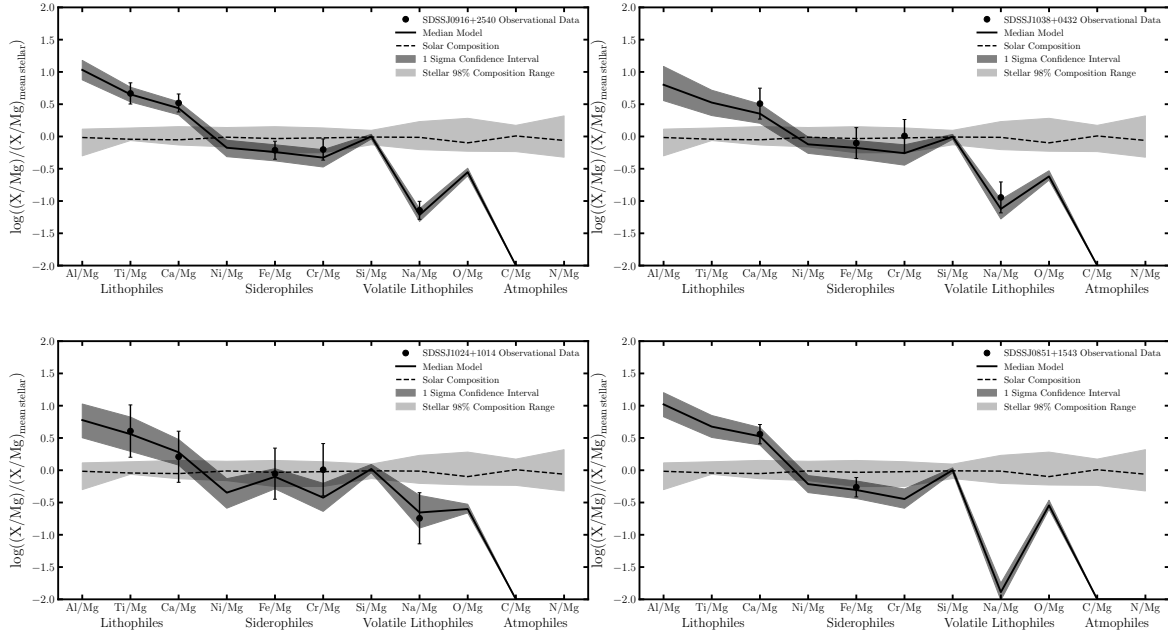 2.0
1.5
1.0
0.5
0.0
−0.5
−1.0
−1.5
−2.0
log((X/Mg)/(X/Mg)mean stellar)
SDSSJ0916+2540 Observational Data
Median Model
Solar Composition
1 Sigma Confidence Interval
Stellar 98% Composition Range
Al/Mg Ti/Mg Ca/Mg Ni/Mg Fe/Mg Cr/Mg Si/Mg Na/Mg O/Mg C/Mg N/Mg
Lithophiles Siderophiles Volatile Lithophiles Atmophiles
2.0
1.5
1.0
0.5
0.0
−0.5
−1.0
−1.5
−2.0
log((X/Mg)/(X/Mg)mean stellar)
SDSSJ1038+0432 Observational Data
Median Model
Solar Composition
1 Sigma Confidence Interval
Stellar 98% Composition Range
Al/Mg Ti/Mg Ca/Mg Ni/Mg Fe/Mg Cr/Mg Si/Mg Na/Mg O/Mg C/Mg N/Mg
Lithophiles Siderophiles Volatile Lithophiles Atmophiles
2.0
1.5
1.0
0.5
0.0
−0.5
−1.0
−1.5
−2.0
log((X/Mg)/(X/Mg)mean stellar)
SDSSJ1024+1014 Observational Data
Median Model
Solar Composition
1 Sigma Confidence Interval
Stellar 98% Composition Range
Al/Mg Ti/Mg Ca/Mg Ni/Mg Fe/Mg Cr/Mg Si/Mg Na/Mg O/Mg C/Mg N/Mg
Lithophiles Siderophiles Volatile Lithophiles Atmophiles
2.0
1.5
1.0
0.5
0.0
−0.5
−1.0
−1.5
−2.0
log((X/Mg)/(X/Mg)mean stellar)
SDSSJ0851+1543 Observational Data
Median Model
Solar Composition
1 Sigma Confidence Interval
Stellar 98% Composition Range
Al/Mg Ti/Mg Ca/Mg Ni/Mg Fe/Mg Cr/Mg Si/Mg Na/Mg O/Mg C/Mg N/Mg
Lithophiles Siderophiles Volatile Lithophiles Atmophiles